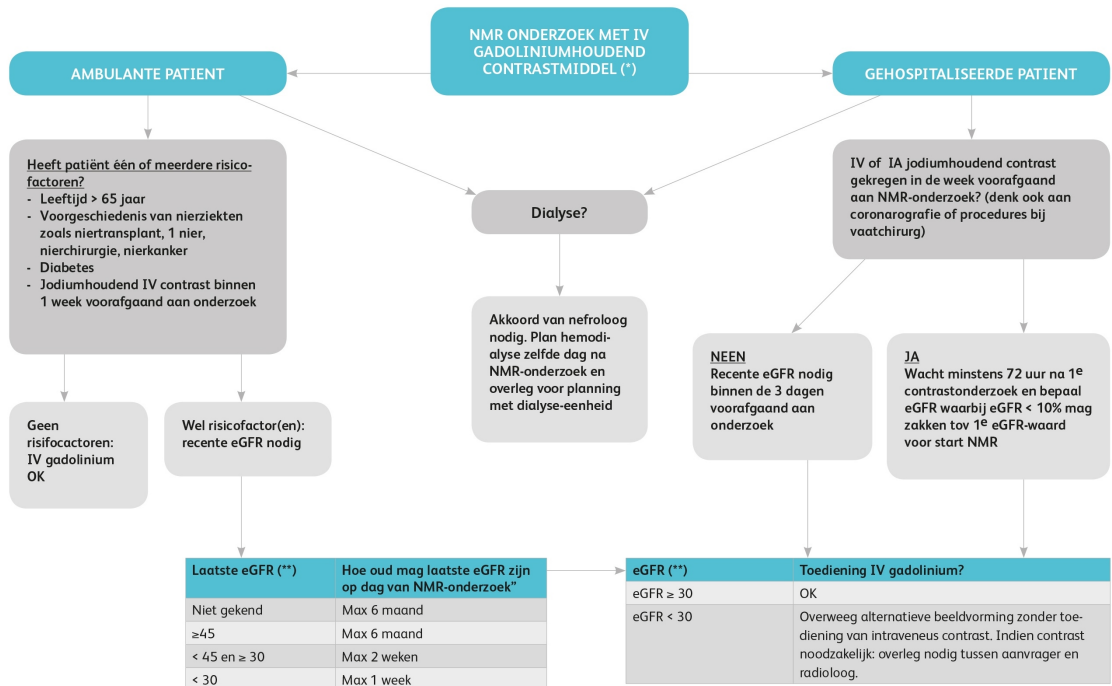 NMR ONDERZOEK MET IV
GADOLINIUMHOUDEND
CONTRASTMIDDEL (*)
AMBULANTE PATIENT
GEHOSPITALISEERDE PATIENT
Heeft patiënt één of meerdere risico-
factoren?
- Leeftijd > 65 jaar
- Voorgeschiedenis van nierziekten
zoals niertransplant, 1 nier,
nierchirurgie, nierkanker
- Diabetes
- Jodiumhoudend IV contrast binnen
1 week voorafgaand aan onderzoek
Dialyse?
IV of IA jodiumhoudend contrast
gekregen in de week voorafgaand
aan NMR-onderzoek? (denk ook aan
coronarografie of procedures bij
vaatchirurg)
Akkoord van nefroloog
nodig. Plan hemodi-
alyse zelfde dag na
NMR-onderzoek en
overleg voor planning
met dialyse-eenheid
NEEN
Recente eGFR nodig
binnen de 3 dagen
voorafgaand aan
onderzoek
JA
Wacht minstens 72 uur na 1e
contrastonderzoek en bepaal
eGFR waarbij eGFR < 10% mag
zakken tov 1e eGFR-waard
voor start NMR
Geen
risifocactoren:
IV gadolinium
OK
Wel risicofactor(en):
recente eGFR nodig
Laatste eGFR (**) Hoe oud mag laatste eGFR zijn
op dag van NMR-onderzoek"
Niet gekend Max 6 maand
≥45 Max 6 maand
< 45 en ≥ 30 Max 2 weken
< 30 Max 1 week
eGFR (**) Toediening IV gadolinium?
eGFR ≥ 30 OK
eGFR < 30 Overweeg alternatieve beeldvorming zonder toe-
diening van intraveneus contrast. Indien contrast
noodzakelijk: overleg nodig tussen aanvrager en
radioloog.